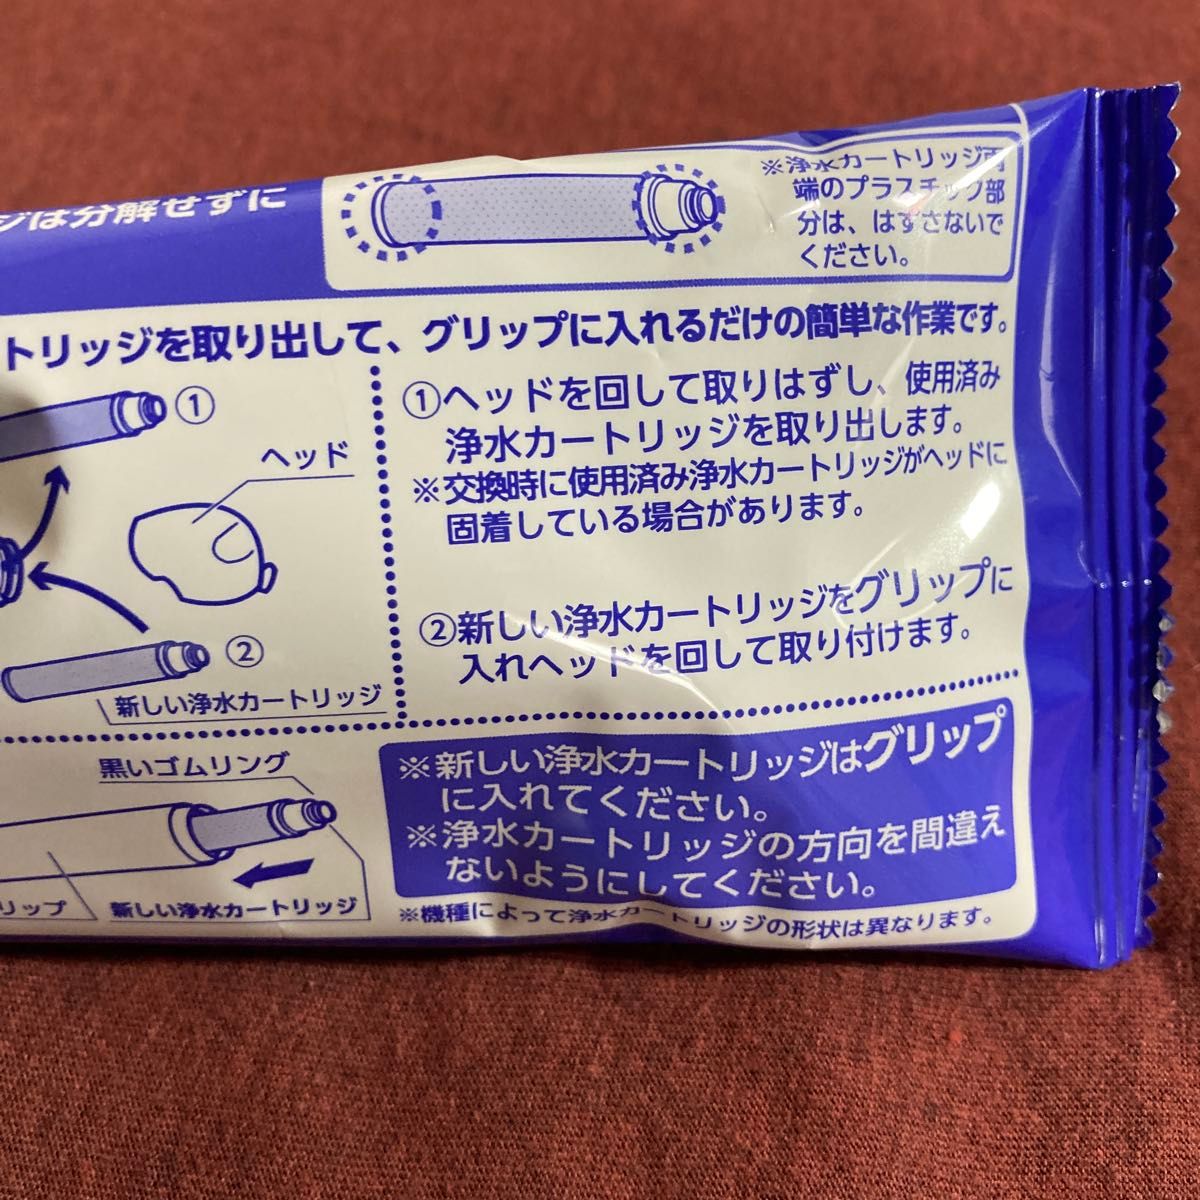 ジは分解せずに
※浄水カートリッジ両
端のプラスチック部
分は、はずさないで
ください。
トリッジを取り出して、グリップに入れるだけの簡単な作業です。
①
ヘッド
②
新しい浄水カートリッジ
①ヘッドを回して取りはずし、使用済み
浄水カートリッジを取り出します。
※交換時に使用済み浄水カートリッジがヘッドに
固着している場合があります。
②新しい浄水カートリッジをグリップに
入れヘッドを回して取り付けます。
黒いゴムリング
リップ
新しい浄水カートリッジ
※新しい浄水カートリッジはグリップ
に入れてください。
※浄水カートリッジの方向を間違え
ないようにしてください。
※機種によって浄水カートリッジの形状は異なります。